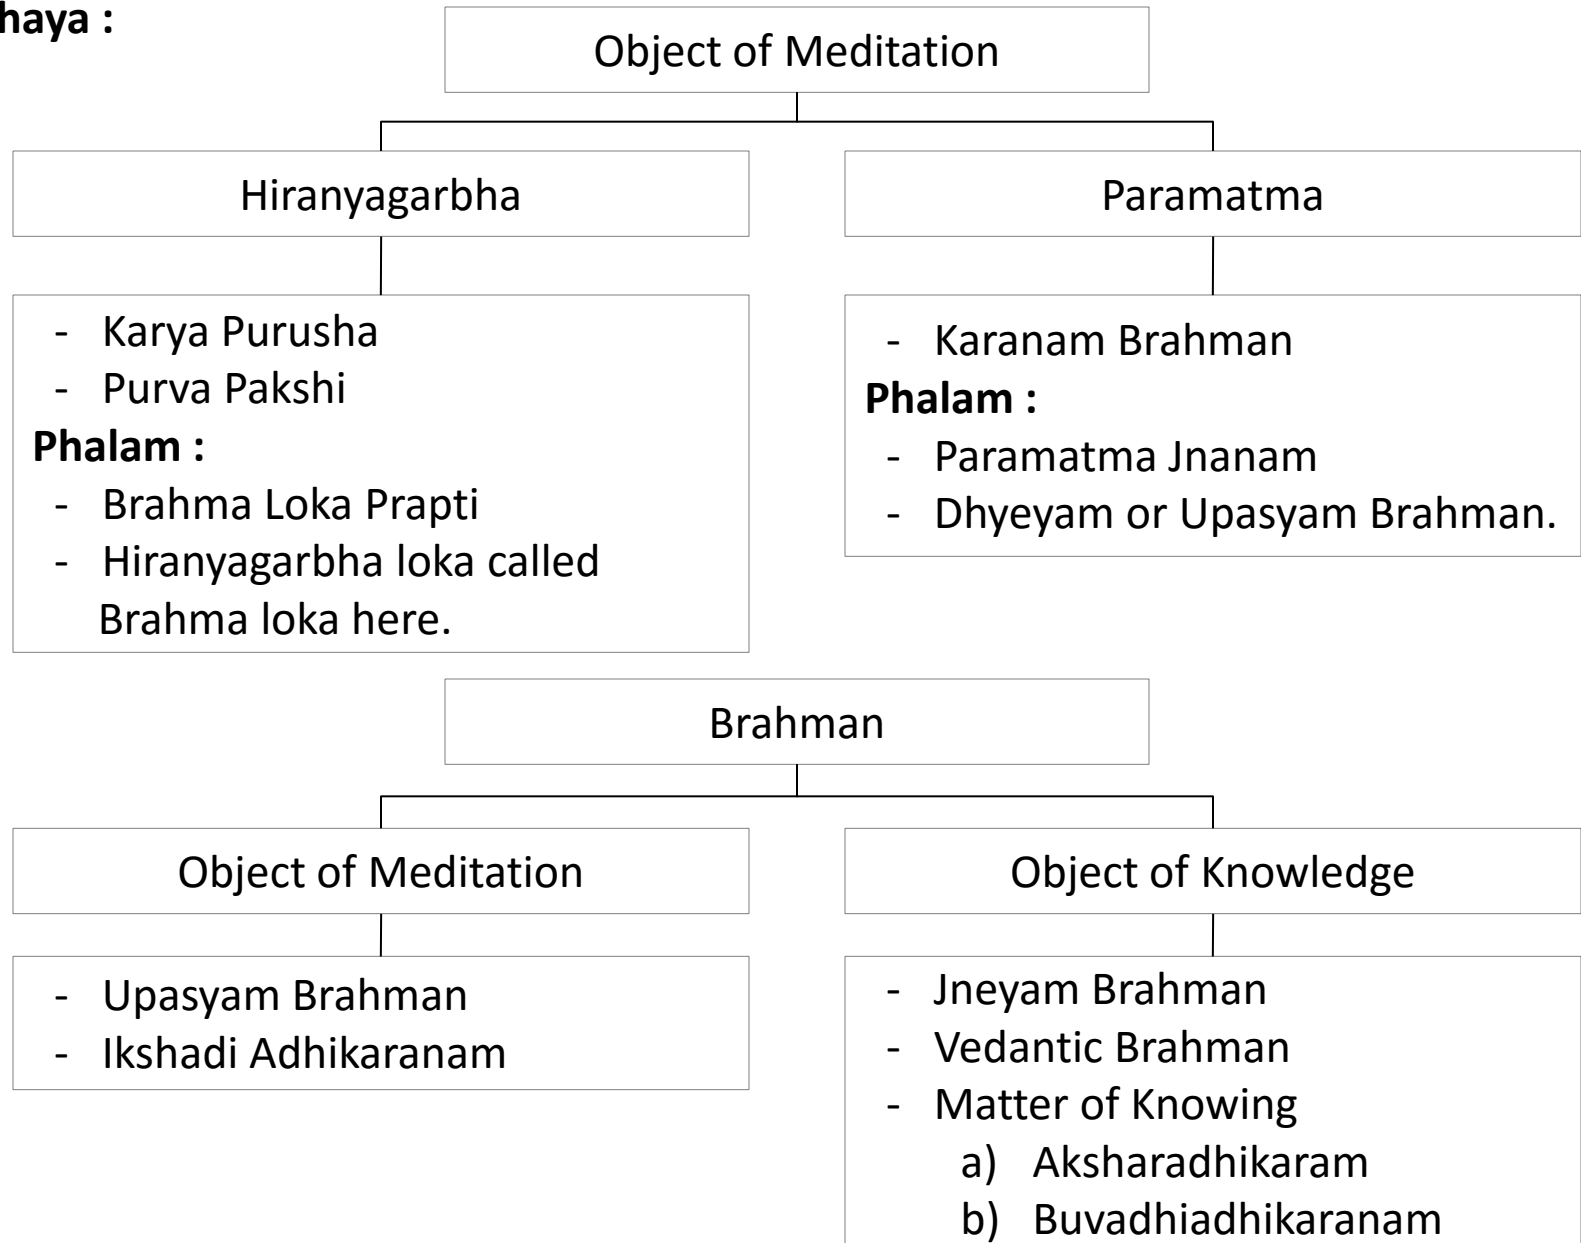 haya :
Object of Meditation
Hiranyagarbha
Paramatma
- Karya Purusha
- Purva Pakshi
Phalam :
- Brahma Loka Prapti
- Hiranyagarbha loka called
Brahma loka here.
- Karanam Brahman
Phalam :
- Paramatma Jnanam
- Dhyeyam or Upasyam Brahman.
Brahman
Object of Meditation
Object of Knowledge
- Upasyam Brahman
- Ikshadi Adhikaranam
- Jneyam Brahman
- Vedantic Brahman
- Matter of Knowing
a) Aksharadhikaram
b) Buvadhiadhikaranam